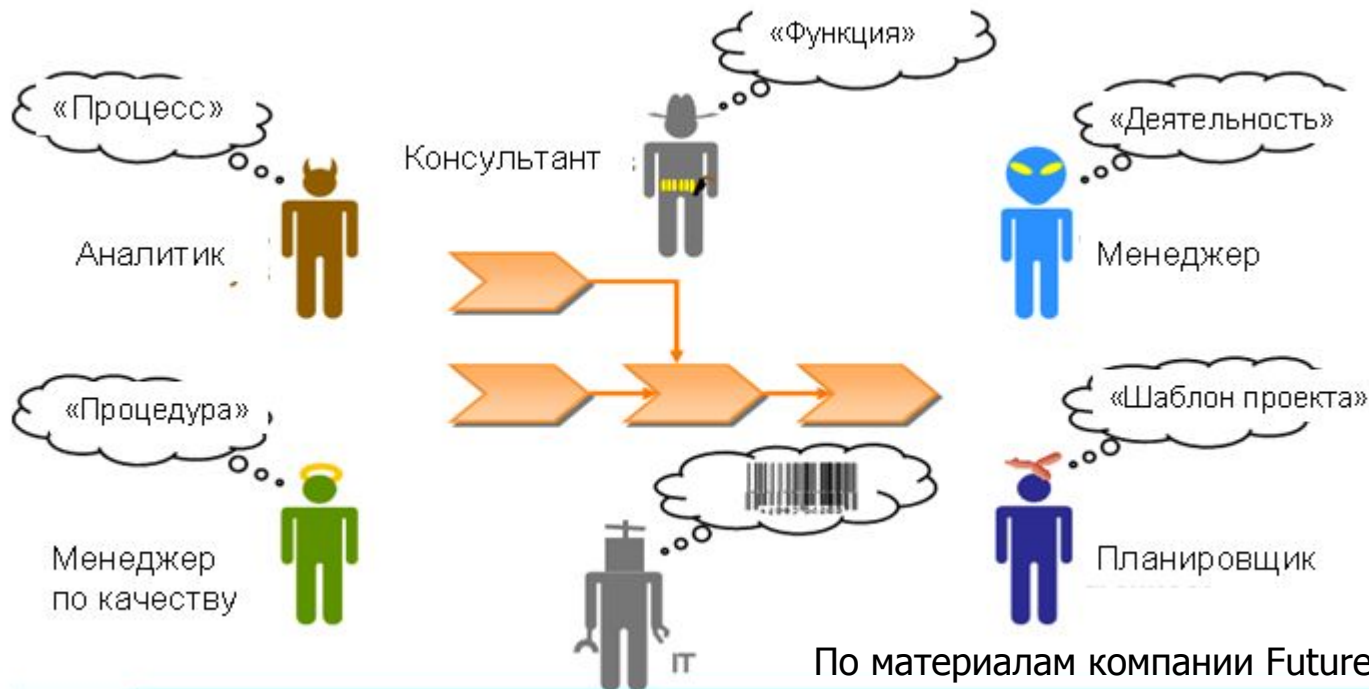 «Функция»
«Процесс»
«Деятельность»
Консультант
Аналитик
Менеджер
«Процедура»
«Шаблон проекта»
Менеджер
по качеству
Планировщик
IT
По материалам компании Future